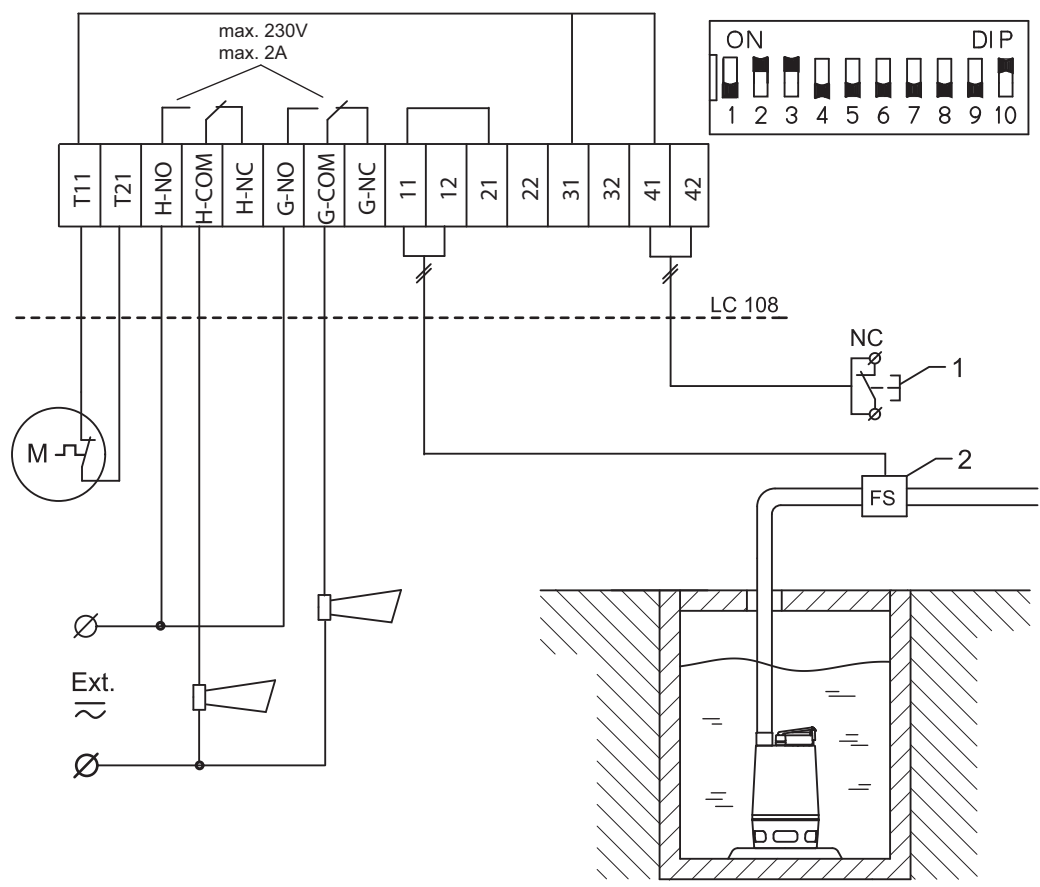 max. 230V
max. 2A
ON DIP
1 2 3 4 5 6 7 8 9 10
T11 T21 H-NO H-COM H-NC G-NO G-COM G-NC 11 12 21 22 31 32 41 42
LC 108
NC
1
M
2
FS
Ext.